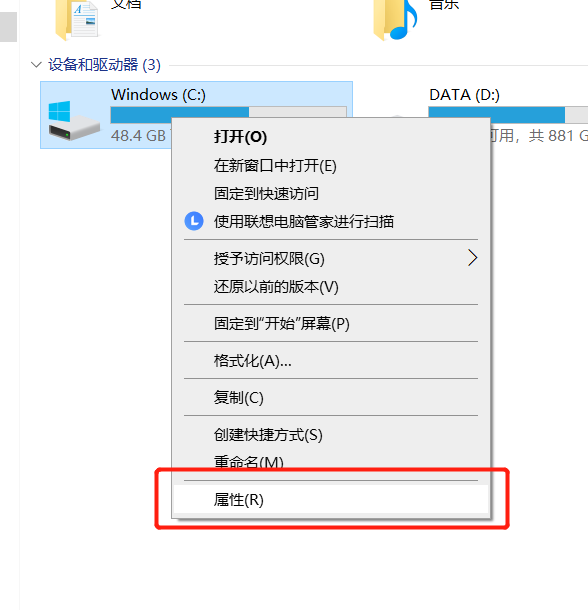 文档
音乐
设备和驱动器 (3)
Windows (C:)
DATA (D:)
48.4 GB
可用，共 881 G
打开(O)
在新窗口中打开(E)
固定到快速访问
使用联想电脑管家进行扫描
授予访问权限(G)
还原以前的版本(V)
固定到“开始”屏幕(P)
格式化(A)...
复制(C)
创建快捷方式(S)
重命名(M)
属性(R)